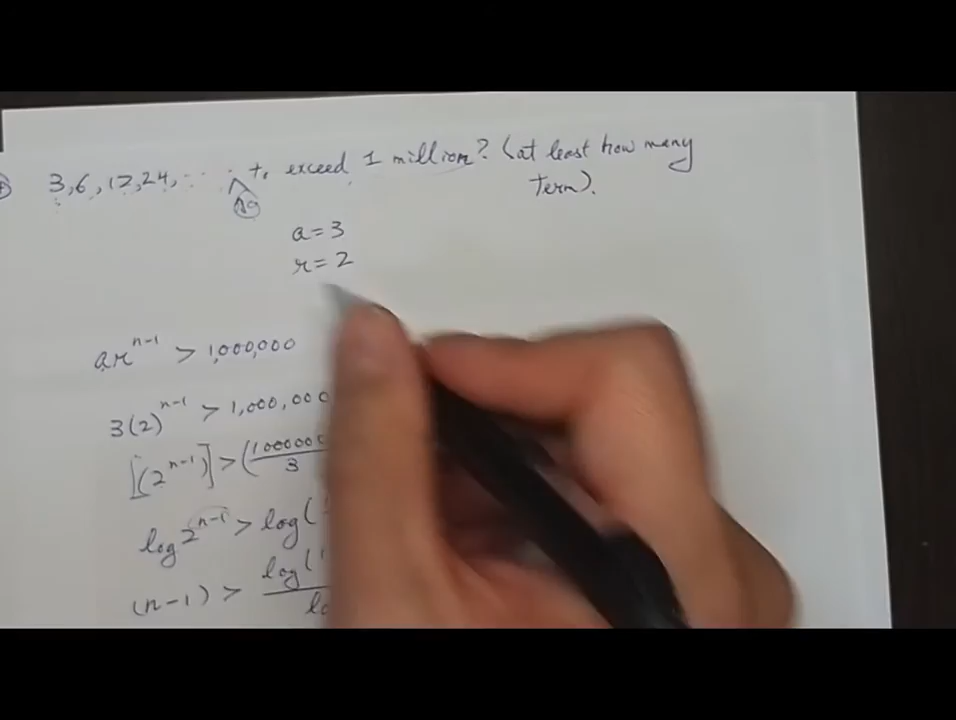 3,6,12,24,... to exceed 1 million? (at least how many
term).
19
a=3
r=2
ar^{n-1} > 1,000,000
3(2)^{n-1} > 1,000,000
[(2^{n-1})] > (1000000/3
log 2^{n-1} > log(
(n-1) > log(